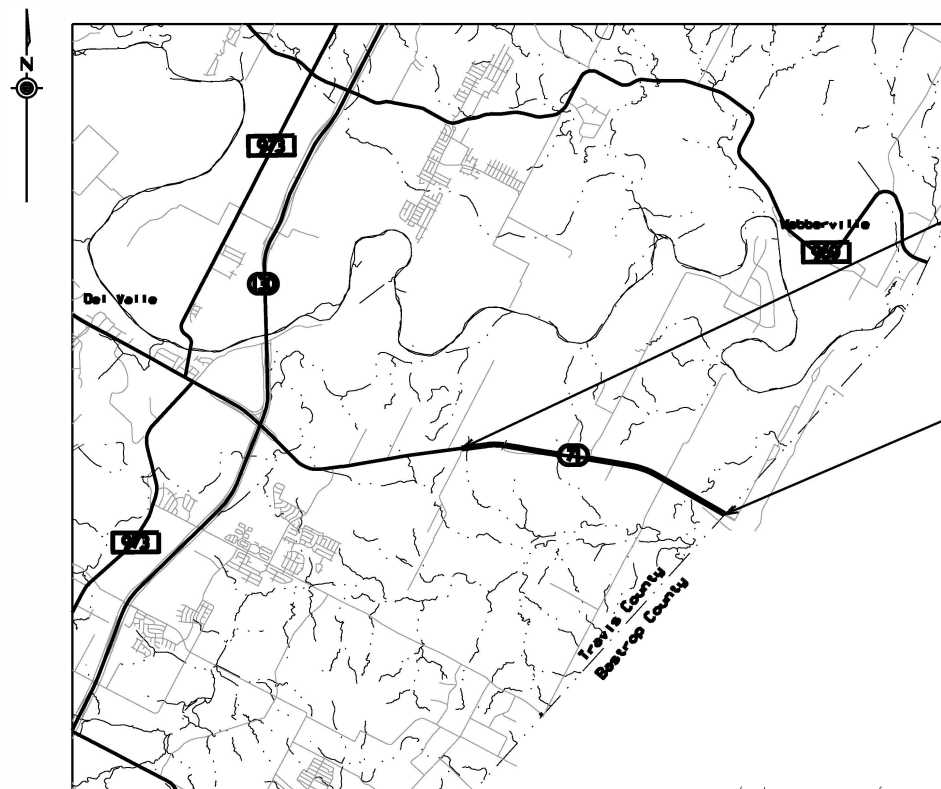 N
973
Webberville
969
130
Del Valle
71
973
Travis County
Bastrop County